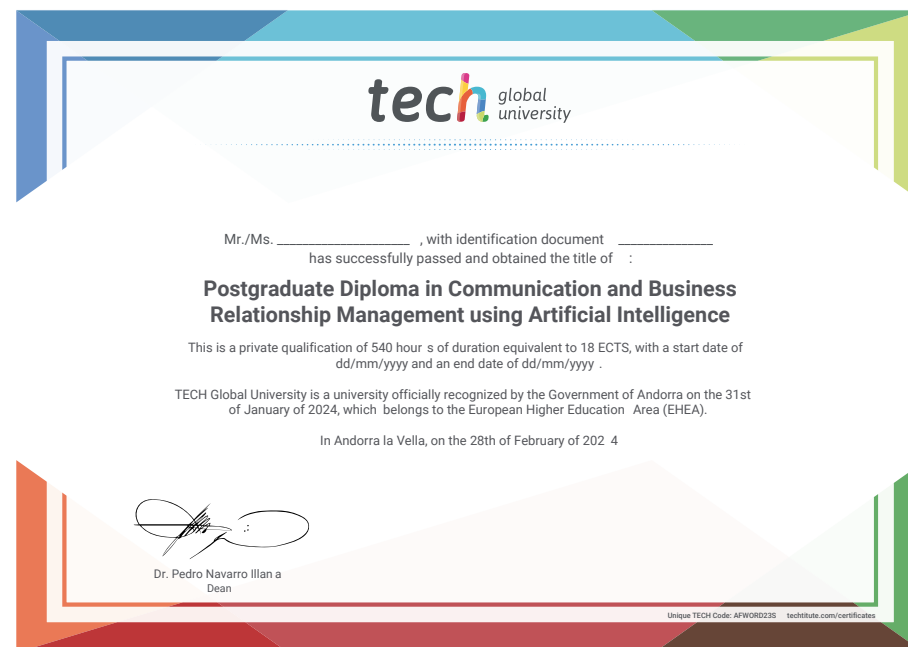 tech global
university
Mr./Ms. _____________________ , with identification document _______________
has successfully passed and obtained the title of :
Postgraduate Diploma in Communication and Business
Relationship Management using Artificial Intelligence
This is a private qualification of 540 hour s of duration equivalent to 18 ECTS, with a start date of
dd/mm/yyyy and an end date of dd/mm/yyyy .
TECH Global University is a university officially recognized by the Government of Andorra on the 31st
of January of 2024, which belongs to the European Higher Education Area (EHEA).
In Andorra la Vella, on the 28th of February of 202 4
Dr. Pedro Navarro Illan a
Dean
Unique TECH Code: AFWORD23S techtitute.com/certificates